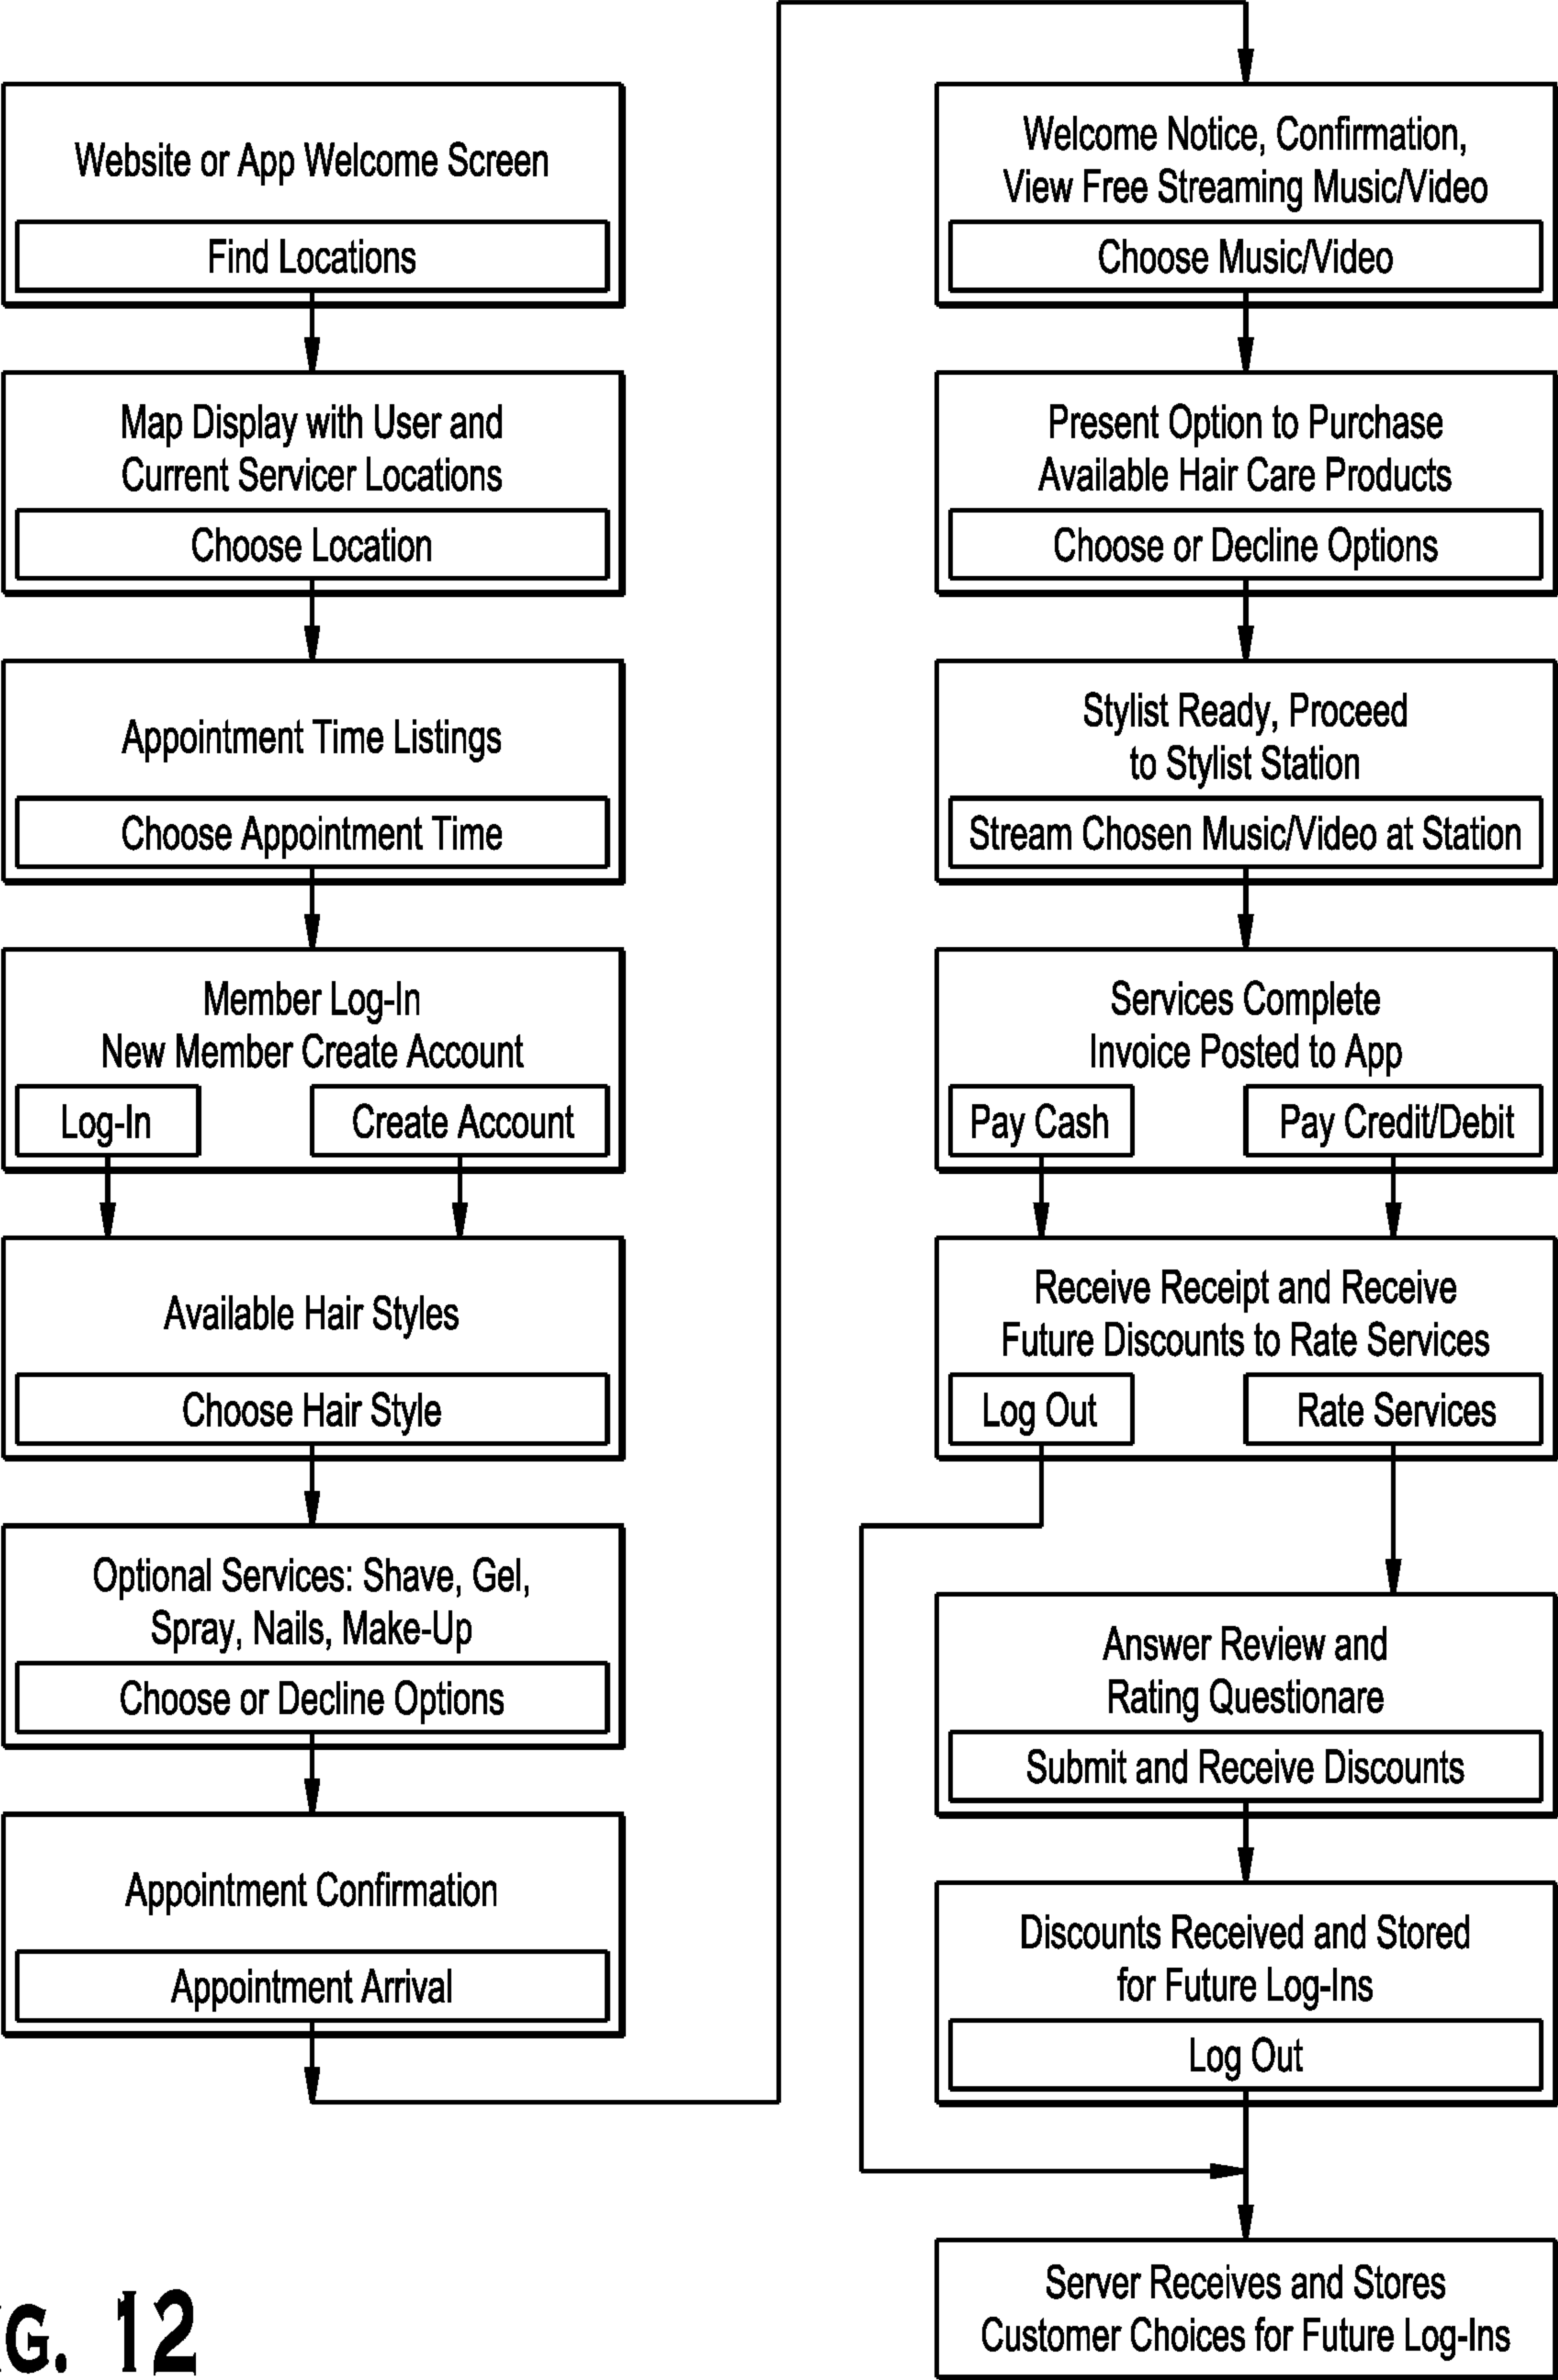 Website or App Welcome Screen
Find Locations
Map Display with User and
Current Servicer Locations
Choose Location
Appointment Time Listings
Choose Appointment Time
Member Log-In
New Member Create Account
Log-In
Create Account
Available Hair Styles
Choose Hair Style
Optional Services: Shave, Gel,
Spray, Nails, Make-Up
Choose or Decline Options
Appointment Confirmation
Appointment Arrival
Welcome Notice, Confirmation,
View Free Streaming Music/Video
Choose Music/Video
Present Option to Purchase
Available Hair Care Products
Choose or Decline Options
Stylist Ready, Proceed
to Stylist Station
Stream Chosen Music/Video at Station
Services Complete
Invoice Posted to App
Pay Cash
Pay Credit/Debit
Receive Receipt and Receive
Future Discounts to Rate Services
Log Out
Rate Services
Answer Review and
Rating Questionare
Submit and Receive Discounts
Discounts Received and Stored
for Future Log-Ins
Log Out
Server Receives and Stores
Customer Choices for Future Log-Ins
G. 12